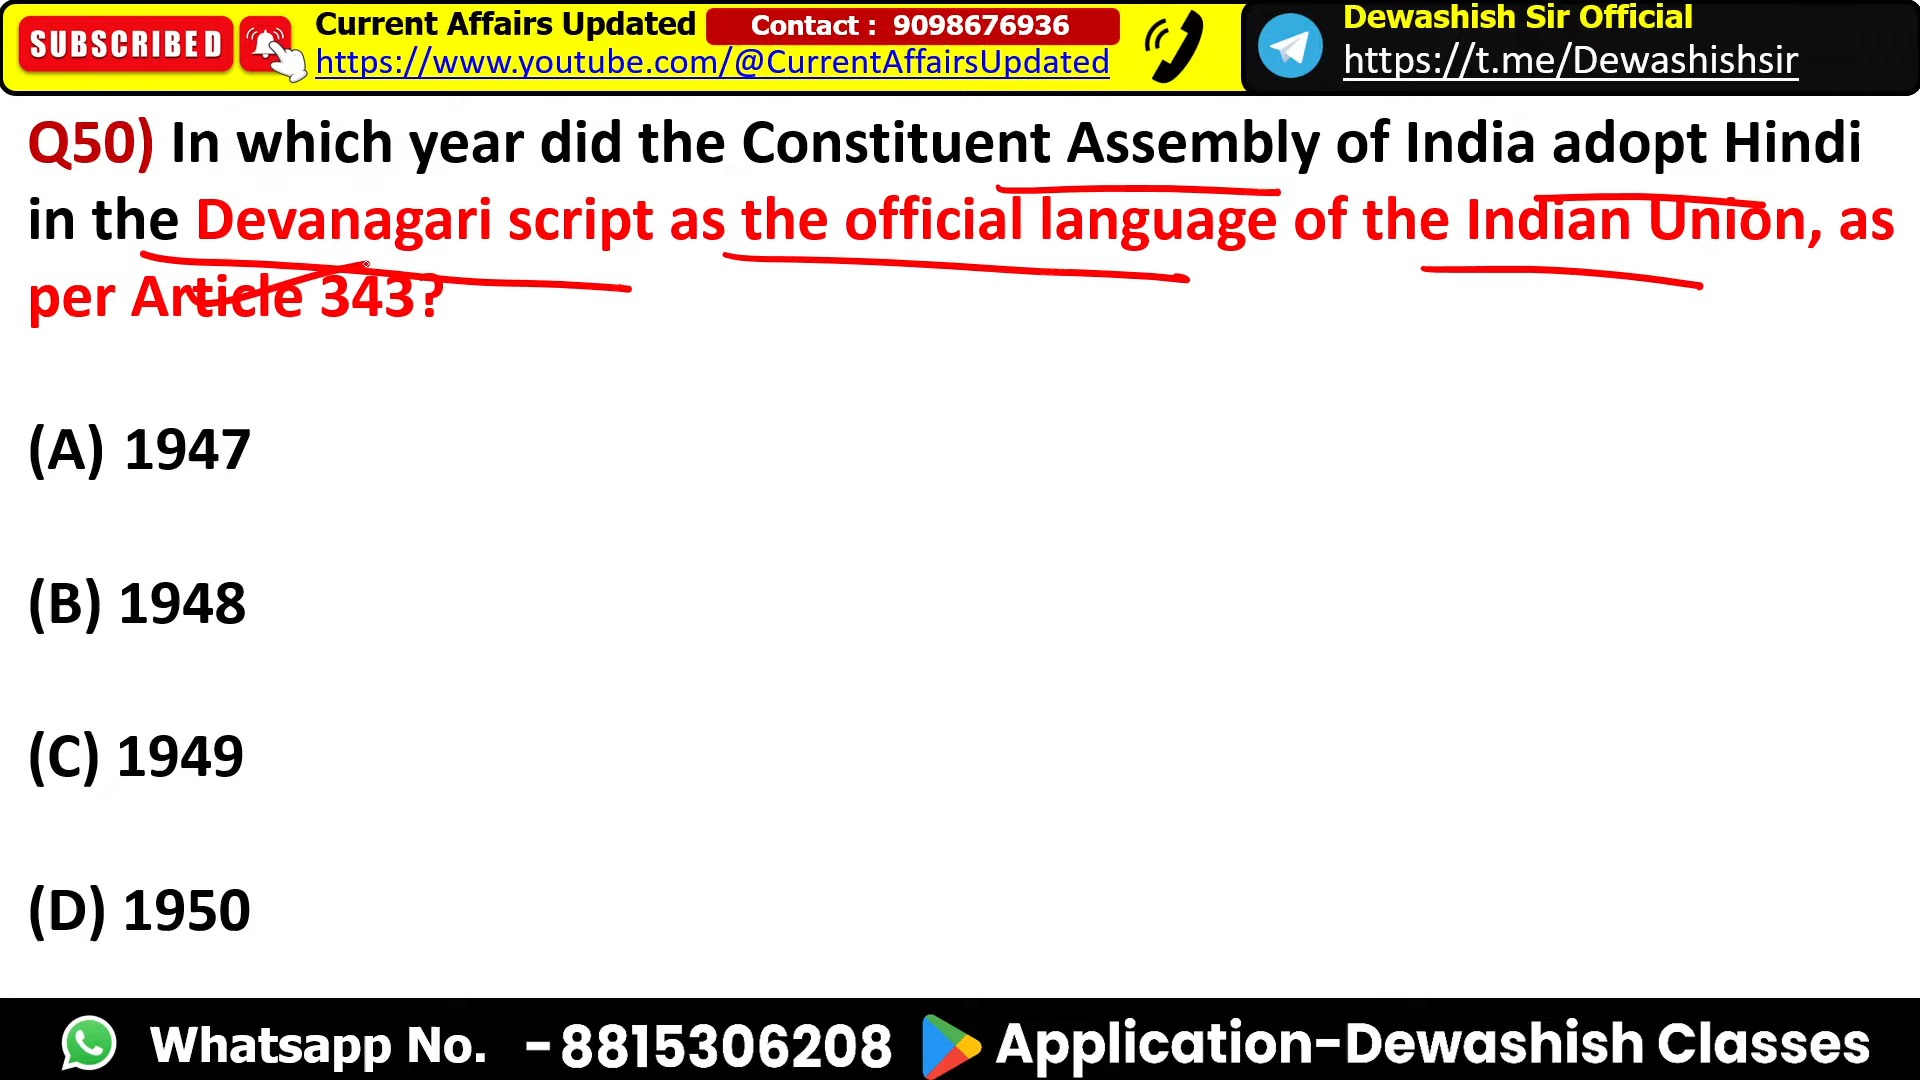 SUBSCRIBED
Current Affairs Updated
Contact : 9098676936
https://www.youtube.com/@CurrentAffairsUpdated
Dewashish Sir Official
https://t.me/Dewashishsir
Q50) In which year did the Constituent Assembly of India adopt Hindi
in the Devanagari script as the official language of the Indian Union, as
per Article 343?
(A) 1947
(B) 1948
(C) 1949
(D) 1950
Whatsapp No. -8815306208
Application-Dewashish Classes